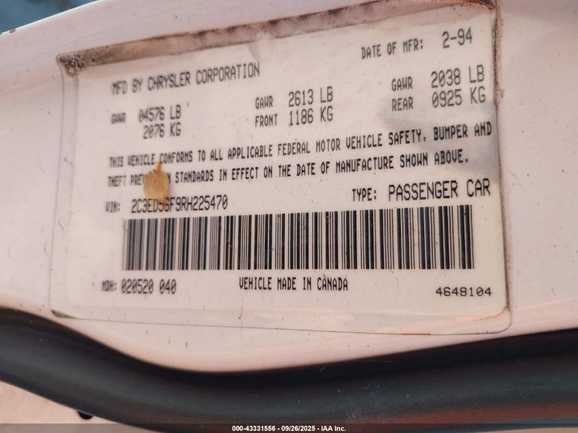 MFD BY CHRYSLER CORPORATION DATE OF MFR: 2-94
GAWR 04576 LB GAWR 2613 LB GAWR 2038 LB
2076 KG FRONT 1186 KG REAR 0925 KG
THIS VEHICLE CONFORMS TO ALL APPLICABLE FEDERAL MOTOR VEHICLE SAFETY, BUMPER AND
THEFT STANDARDS IN EFFECT ON THE DATE OF MANUFACTURE SHOWN ABOVE.
VIN: TYPE: PASSENGER CAR
MDH: 020520 040 VEHICLE MADE IN CANADA 4648104
000-43331556 - 09/26/2025 - IAA Inc.